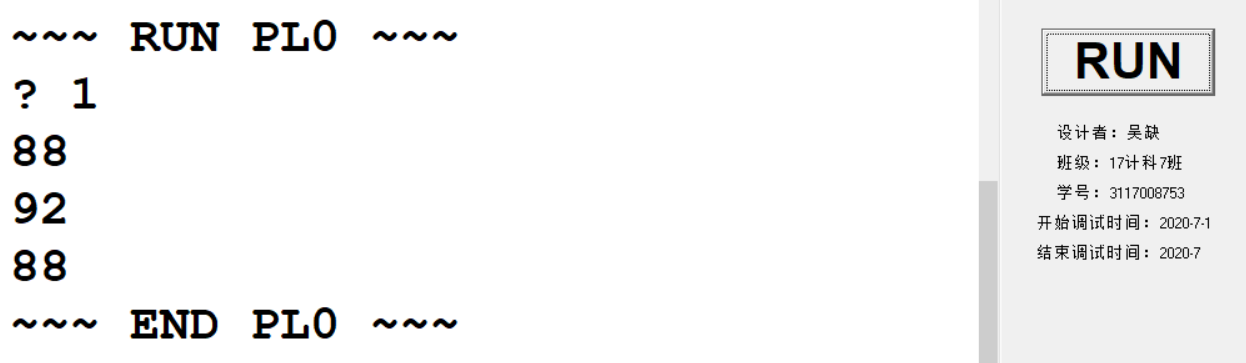 ~~~ RUN PL0 ~~~
? 1
88
92
88
~~~ END PL0 ~~~
RUN
设计者：吴缺
班级：17计科7班
学号：3117008753
开始调试时间：2020-7-1
结束调试时间：2020-7